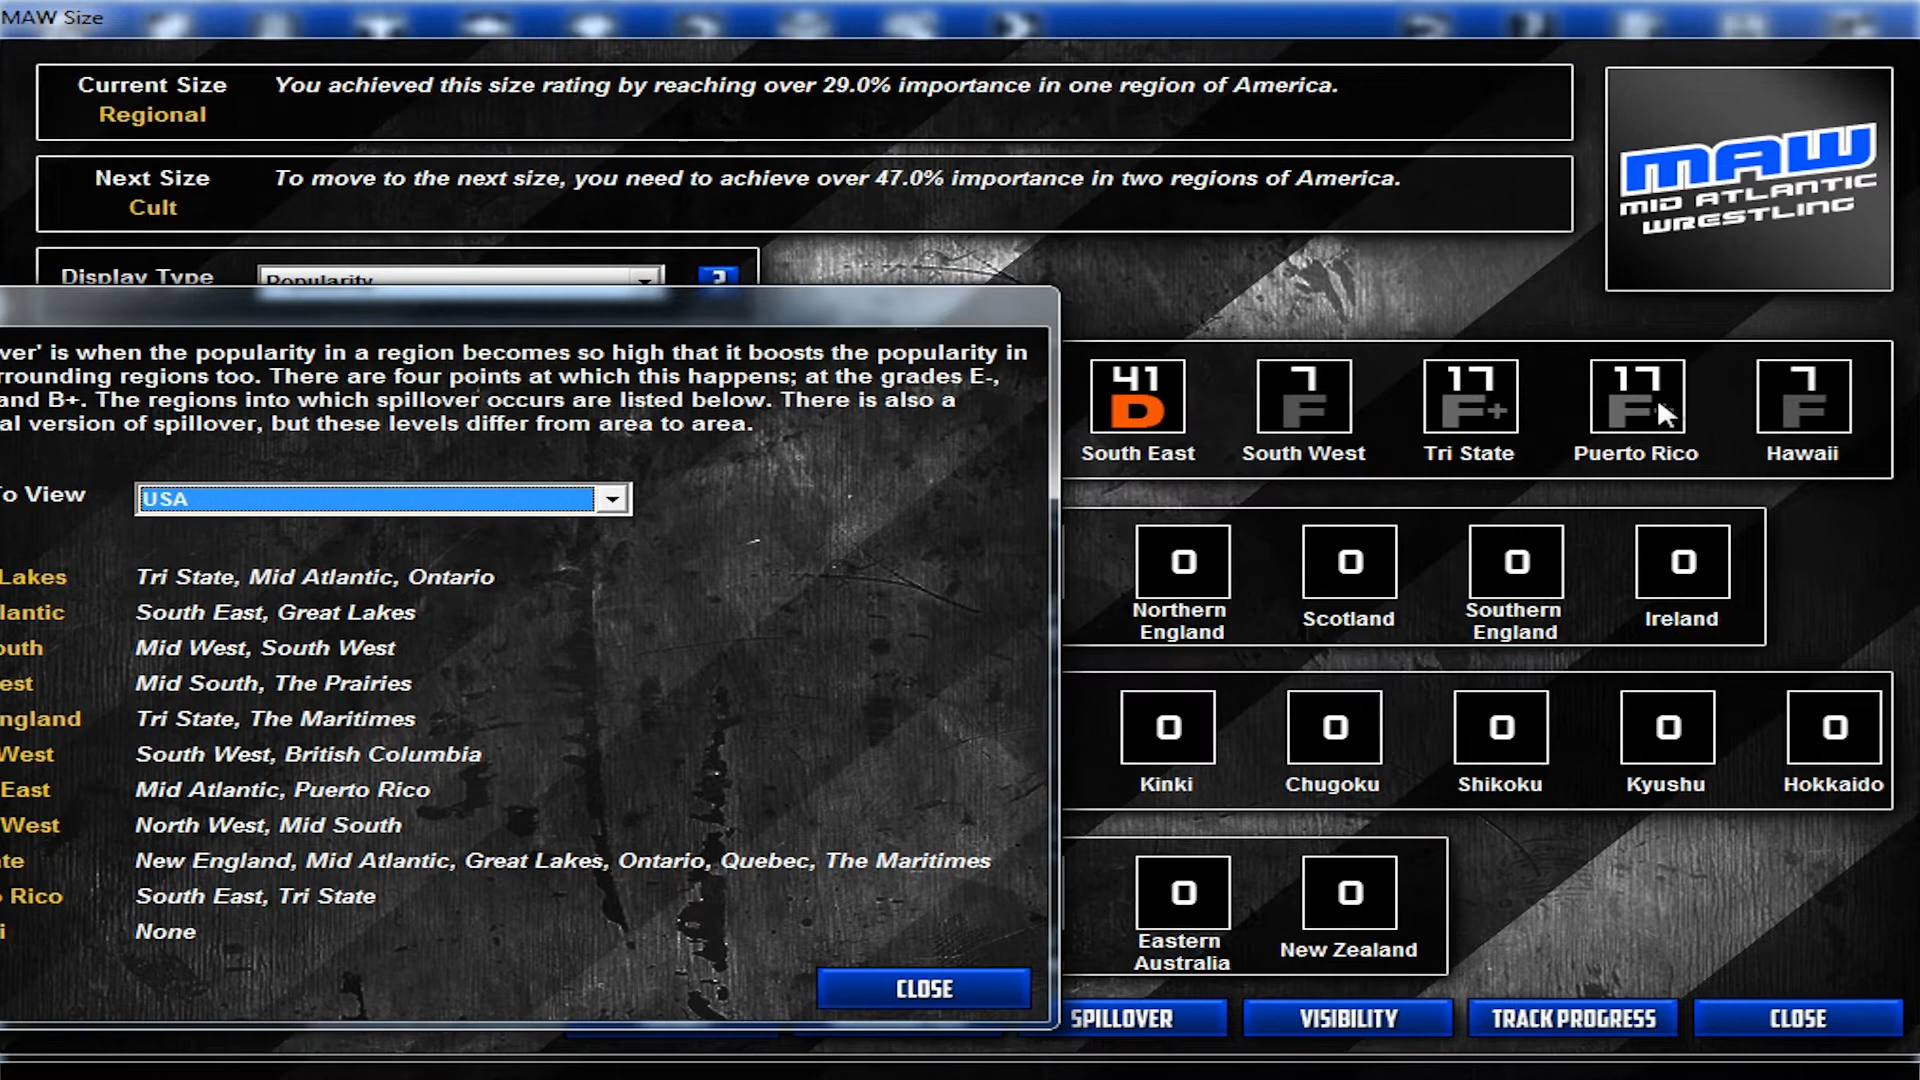 MAW Size
Current Size
You achieved this size rating by reaching over 29.0% importance in one region of America.
Regional
Next Size
To move to the next size, you need to achieve over 47.0% importance in two regions of America.
Cult
MAW
MID ATLANTIC
WRESTLING
Display Type
Popularity
?
ver' is when the popularity in a region becomes so high that it boosts the popularity in
rrounding regions too. There are four points at which this happens; at the grades E-,
and B+. The regions into which spillover occurs are listed below. There is also a
al version of spillover, but these levels differ from area to area.
To View
USA
Lakes Tri State, Mid Atlantic, Ontario
lantic South East, Great Lakes
outh Mid West, South West
est Mid South, The Prairies
ngland Tri State, The Maritimes
West South West, British Columbia
East Mid Atlantic, Puerto Rico
West North West, Mid South
te New England, Mid Atlantic, Great Lakes, Ontario, Quebec, The Maritimes
o Rico South East, Tri State
i None
CLOSE
41 7 17 17 7
D F F+ F F
South East South West Tri State Puerto Rico Hawaii
0 0 0 0
Northern England Scotland Southern England Ireland
0 0 0 0 0
Kinki Chugoku Shikoku Kyushu Hokkaido
0 0
Eastern Australia New Zealand
SPILLOVER VISIBILITY TRACK PROGRESS CLOSE